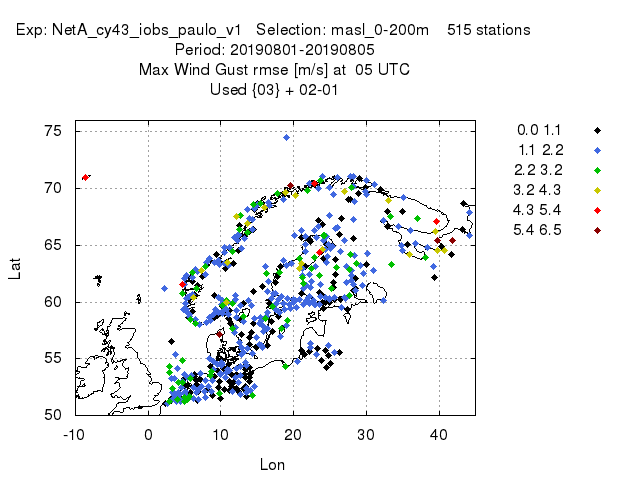 Exp: NetA_cy43_iobs_paulo_v1   Selection: masl_0-200m    515 stations
Period: 20190801-20190805
Max Wind Gust rmse [m/s] at  05 UTC
Used {03} + 02-01
75
70
65
60
55
50
Lat
-10 0 10 20 30 40
Lon
0.0 1.1
1.1 2.2
2.2 3.2
3.2 4.3
4.3 5.4
5.4 6.5